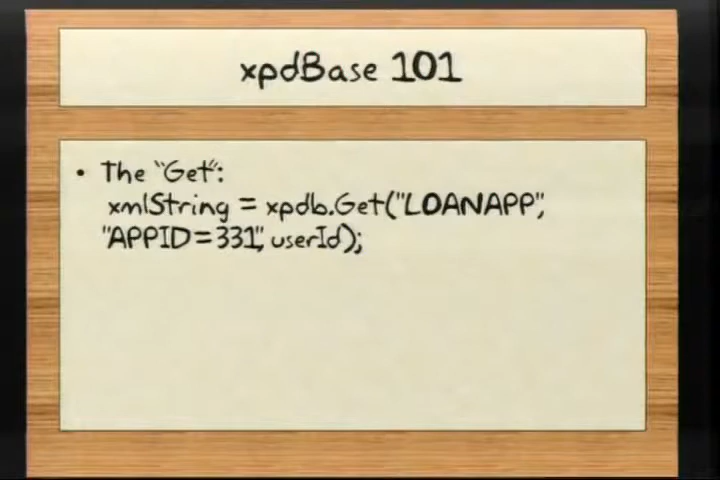 xpdBase 101
• The "Get":
xmlString = xpdb.Get("LOANAPP",
"APPID=331", userId);